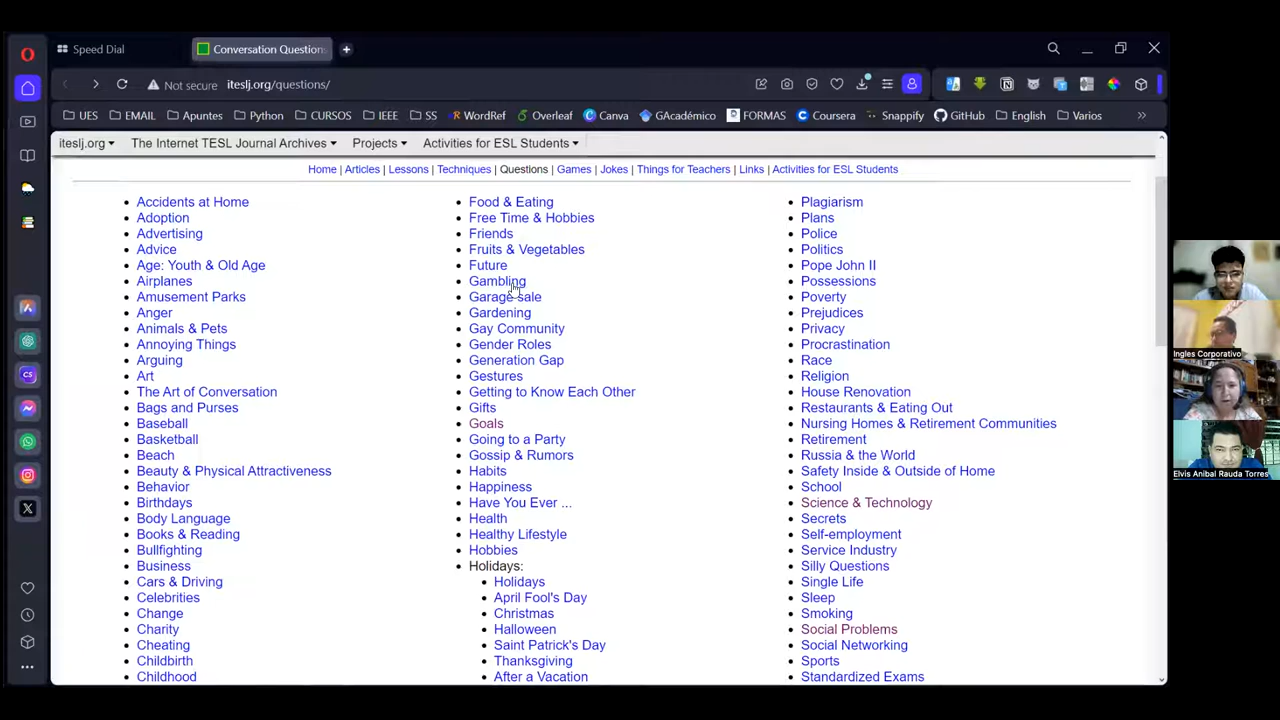 Speed Dial
Conversation Questions
Not secure iteslj.org/questions/
UES EMAIL Apuntes Python CURSOS IEEE SS WordRef Overleaf Canva GAcadémico FORMAS Coursera Snappify GitHub English Varios »
iteslj.org The Internet TESL Journal Archives Projects Activities for ESL Students
Home | Articles | Lessons | Techniques | Questions | Games | Jokes | Things for Teachers | Links | Activities for ESL Students
Accidents at Home
Adoption
Advertising
Advice
Age: Youth & Old Age
Airplanes
Amusement Parks
Anger
Animals & Pets
Annoying Things
Arguing
Art
The Art of Conversation
Bags and Purses
Baseball
Basketball
Beach
Beauty & Physical Attractiveness
Behavior
Birthdays
Body Language
Books & Reading
Bullfighting
Business
Cars & Driving
Celebrities
Change
Charity
Cheating
Childbirth
Childhood
Food & Eating
Free Time & Hobbies
Friends
Fruits & Vegetables
Future
Gambling
Garage sale
Gardening
Gay Community
Gender Roles
Generation Gap
Gestures
Getting to Know Each Other
Gifts
Goals
Going to a Party
Gossip & Rumors
Habits
Happiness
Have You Ever ...
Health
Healthy Lifestyle
Hobbies
Holidays:
Holidays
April Fool's Day
Christmas
Halloween
Saint Patrick's Day
Thanksgiving
After a Vacation
Plagiarism
Plans
Police
Politics
Pope John II
Possessions
Poverty
Prejudices
Privacy
Procrastination
Race
Religion
House Renovation
Restaurants & Eating Out
Nursing Homes & Retirement Communities
Retirement
Russia & the World
Safety Inside & Outside of Home
School
Science & Technology
Secrets
Self-employment
Service Industry
Silly Questions
Single Life
Sleep
Smoking
Social Problems
Social Networking
Sports
Standardized Exams
Ingles Corporativo
Elvis Anibal Rauda Torres